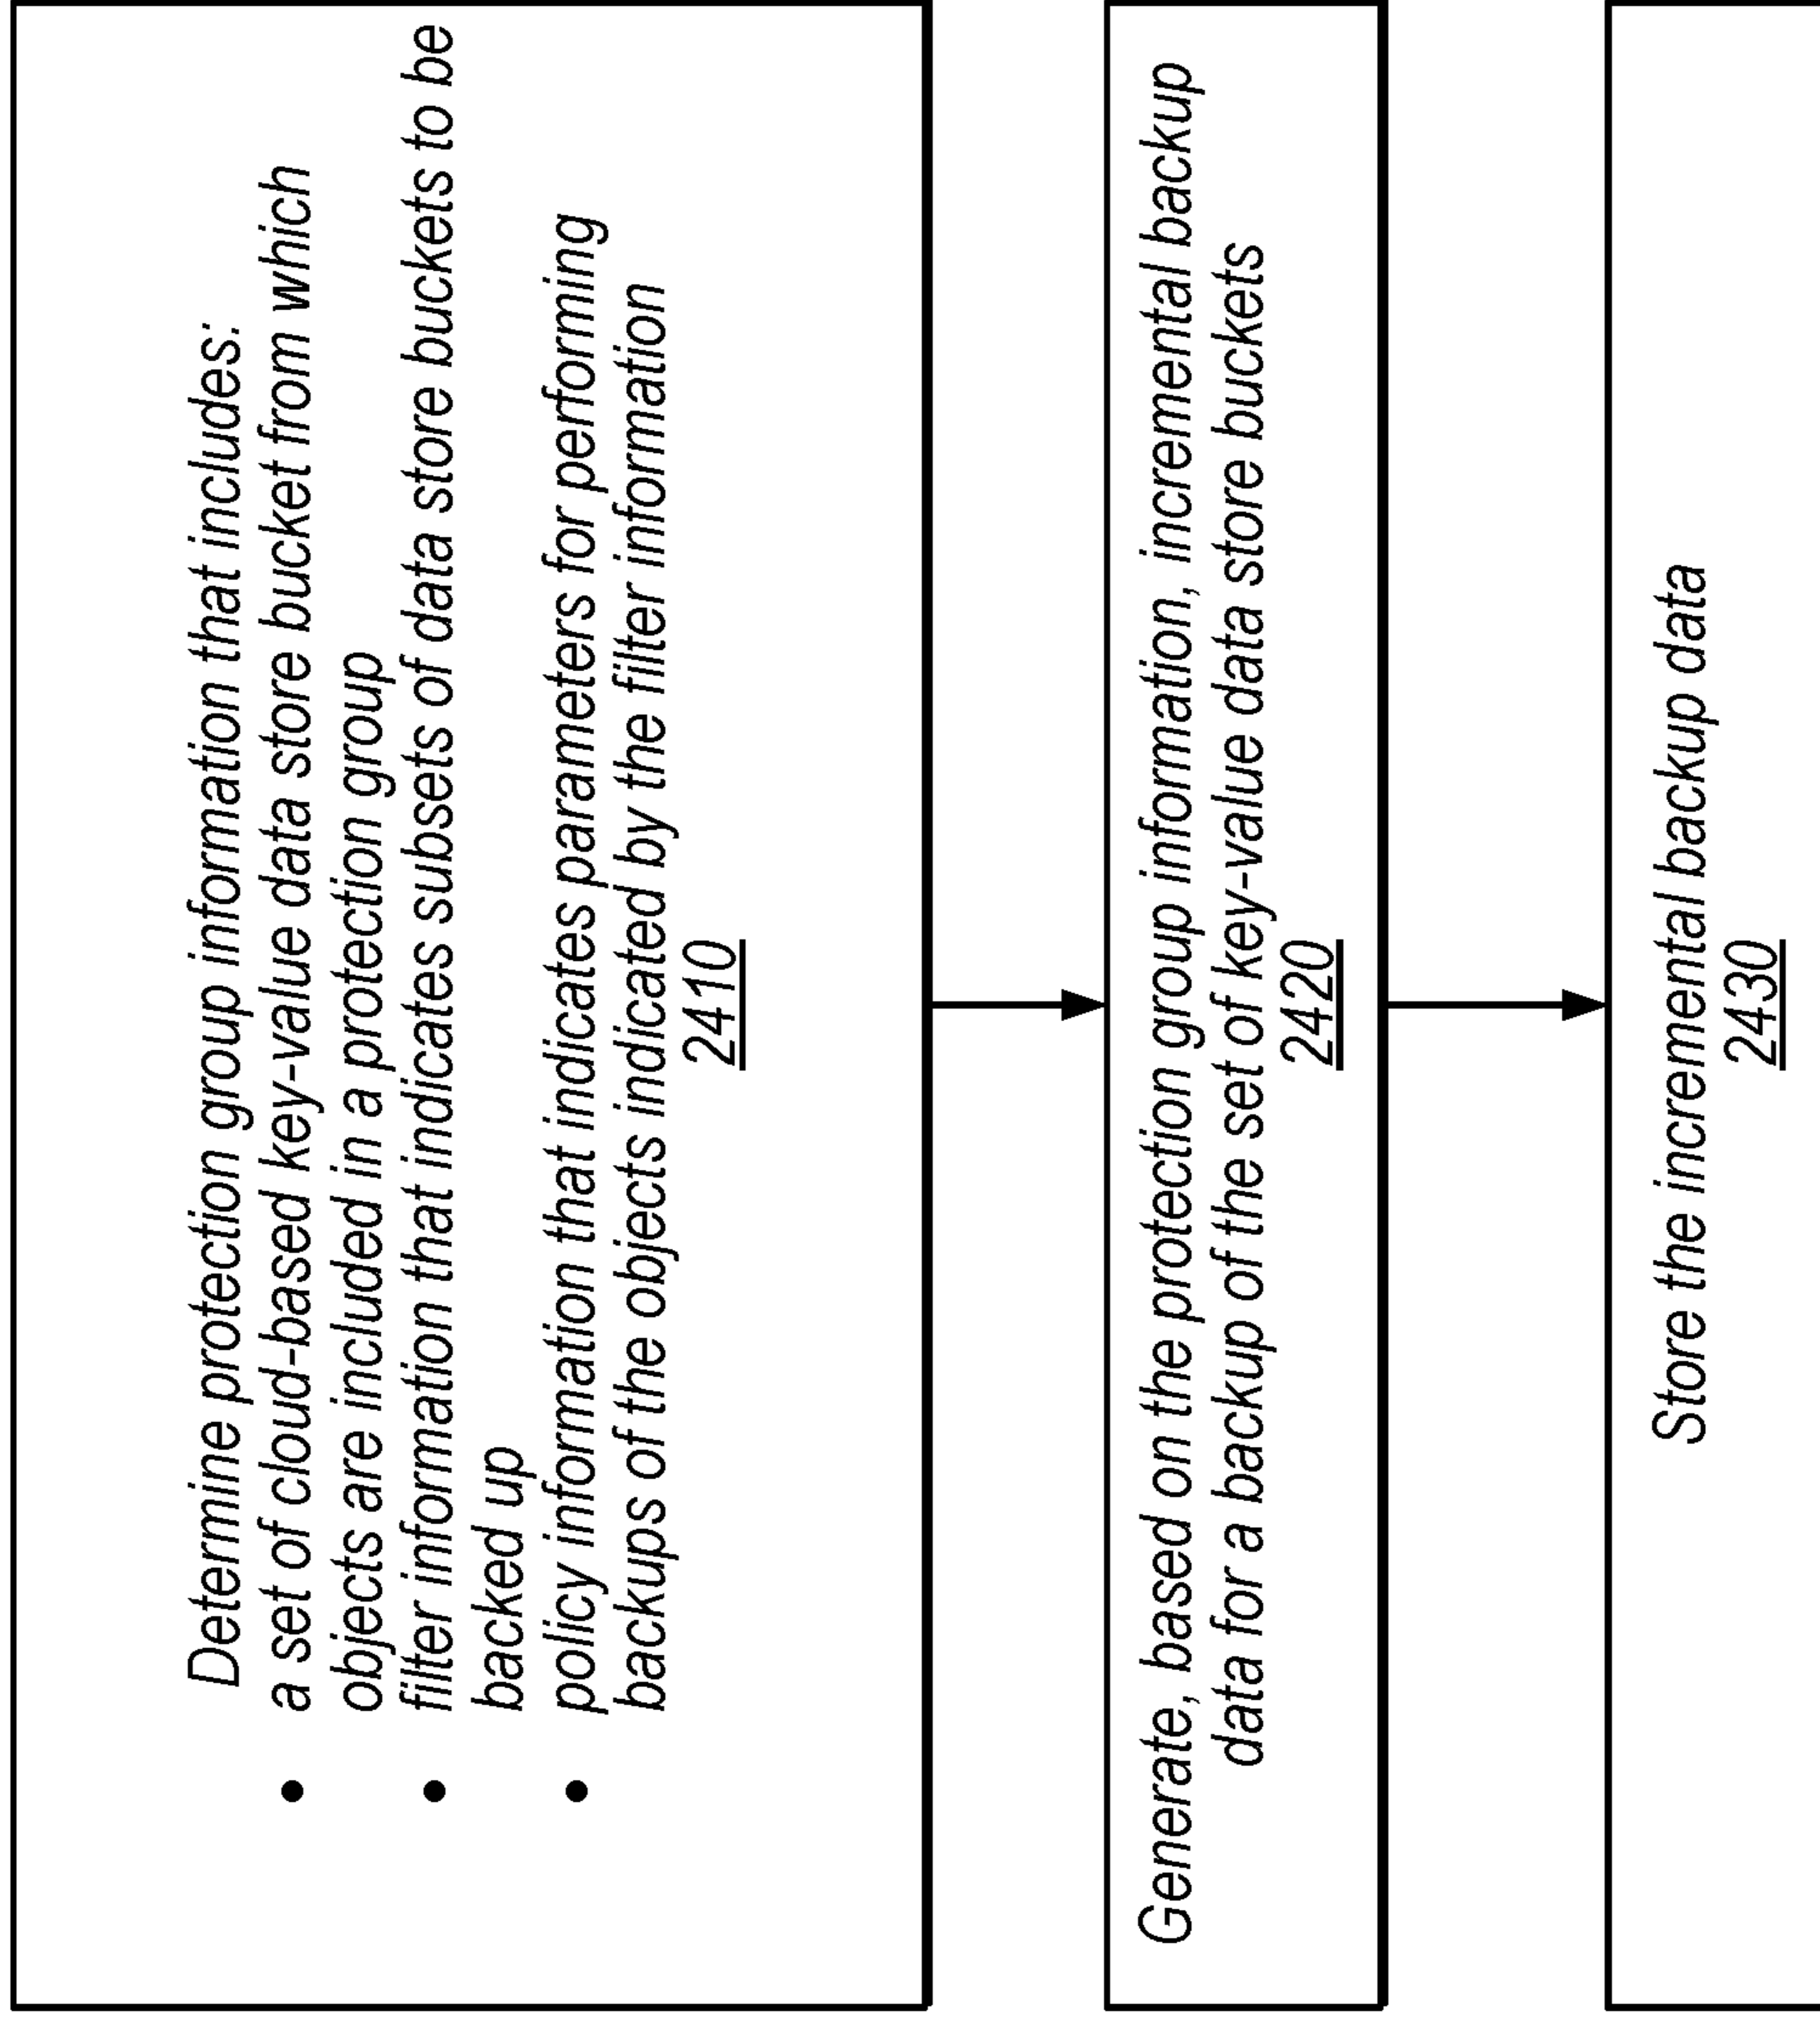 Determine protection group information that includes:
• a set of cloud-based key-value data store bucket from which
objects are included in a protection group
• filter information that indicates subsets of data store buckets to be
backed up
• policy information that indicates parameters for performing
backups of the objects indicated by the filter information
2410
Generate, based on the protection group information, incremental backup
data for a backup of the set of key-value data store buckets
2420
Store the incremental backup data
2430